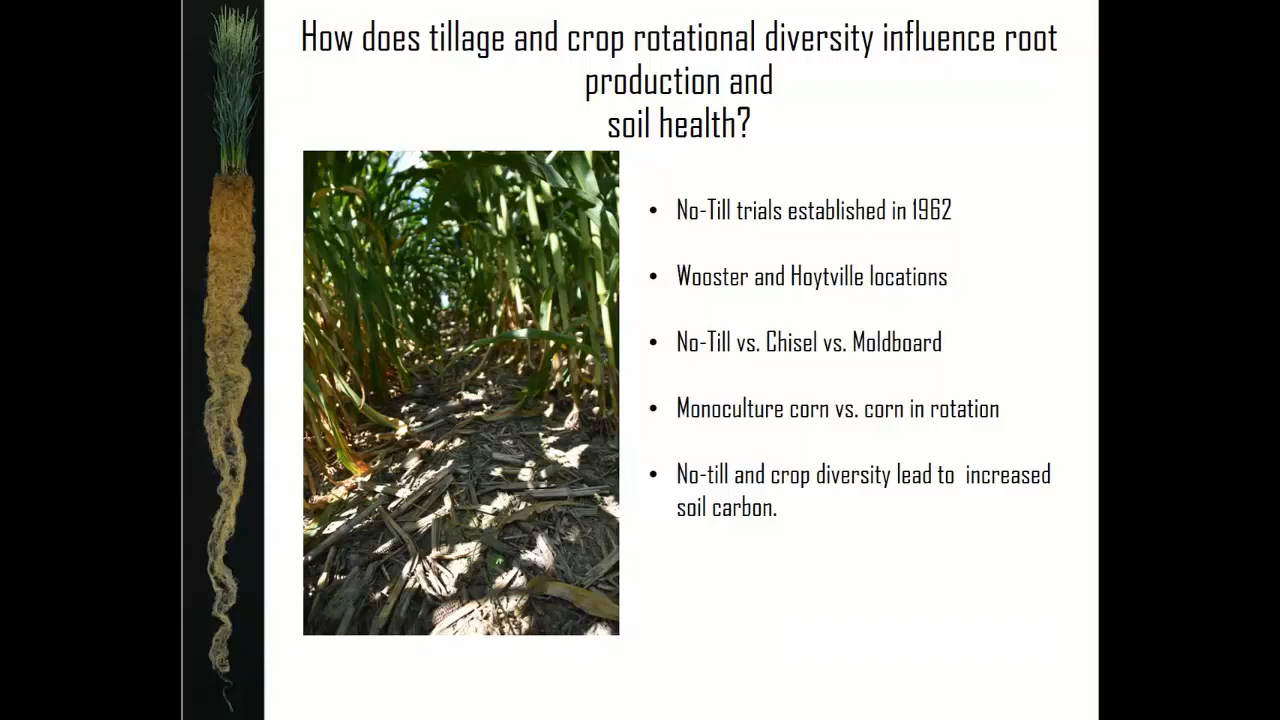 How does tillage and crop rotational diversity influence root
production and
soil health?
• No-Till trials established in 1962
• Wooster and Hoytville locations
• No-Till vs. Chisel vs. Moldboard
• Monoculture corn vs. corn in rotation
• No-till and crop diversity lead to  increased
soil carbon.